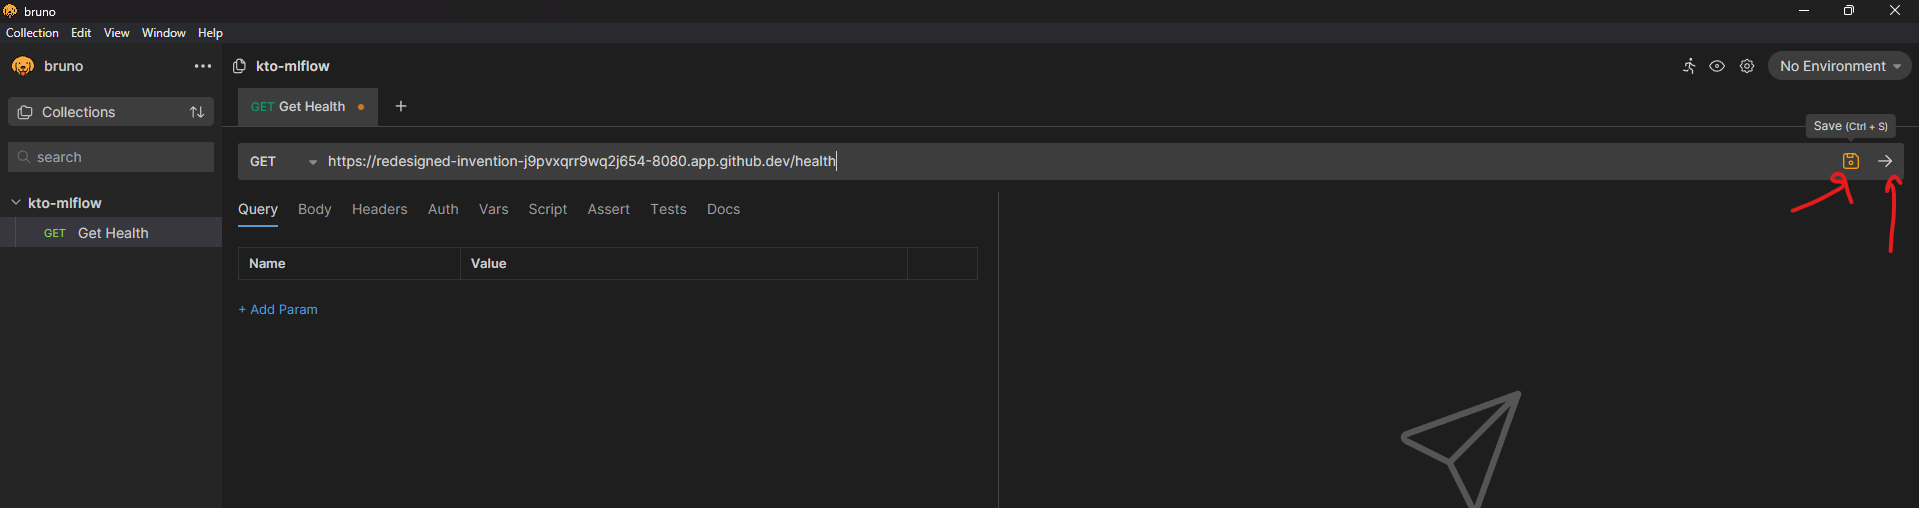 bruno
Collection Edit View Window Help
bruno ... kto-mlflow No Environment
Collections
GET Get Health +
Save (Ctrl + S)
search
GET https://redesigned-invention-j9pvxqrr9wq2j654-8080.app.github.dev/health
kto-mlflow
Query Body Headers Auth Vars Script Assert Tests Docs
GET Get Health
Name Value
+ Add Param